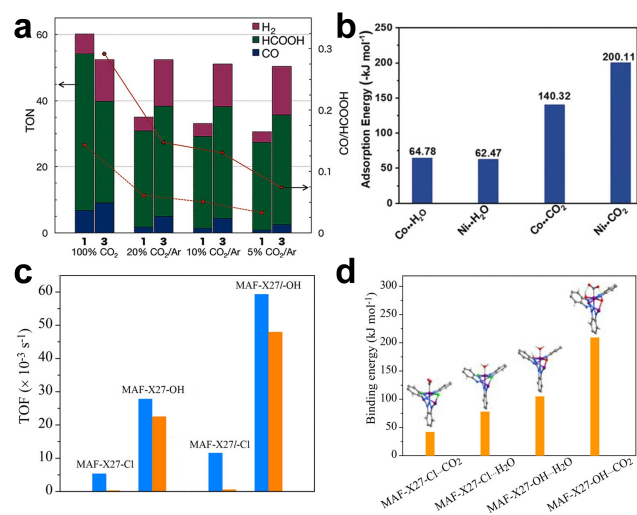 a
H2
HCOOH
CO
TON
60
40
20
0
0.3
0.2
0.1
0
CO/HCOOH
1 3 1 3 1 3 1 3
100% CO2 20% CO2/Ar 10% CO2/Ar 5% CO2/Ar
b
Adsorption Energy (-kJ mol-1)
250
200
150
100
50
0
64.78
62.47
140.32
200.11
Co••H2o
Ni••H2O
Co••CO2
Ni••CO2
c
TOF (× 10-3 s-1)
60
50
40
30
20
10
0
MAF-X27-Cl
MAF-X27-OH
MAF-X27l-Cl
MAF-X27l-OH
d
Binding energy (kJ mol-1)
300
250
200
150
100
50
0
MAF-X27-Cl··CO2
MAF-X27-Cl··H2O
MAF-X27-OH··H2O
MAF-X27-OH··CO2